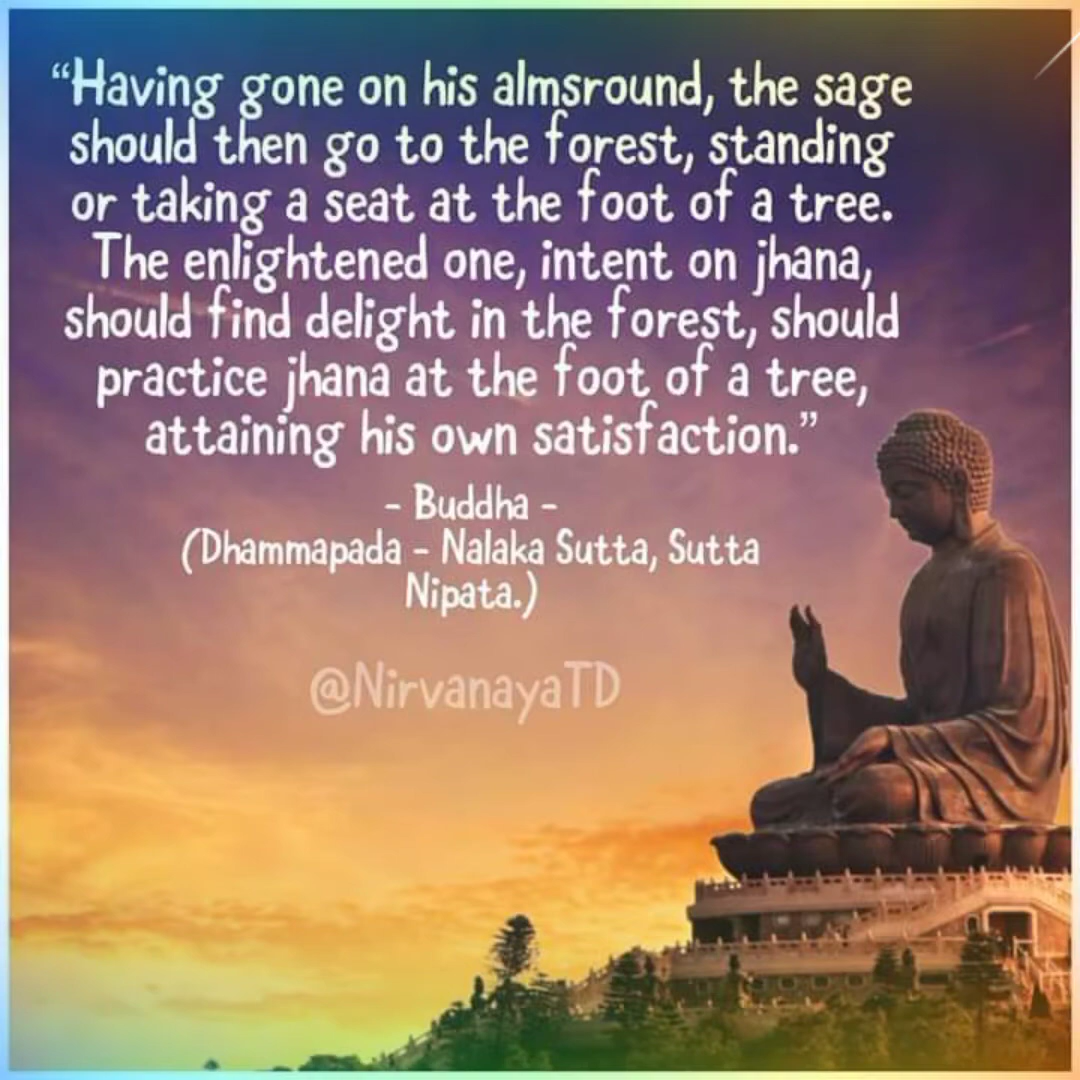 “Having gone on his almsround, the sage
should then go to the forest, standing
or taking a seat at the foot of a tree.
The enlightened one, intent on jhana,
should find delight in the forest, should
practice jhana at the foot of a tree,
attaining his own satisfaction.”
- Buddha -
(Dhammapada - Nalaka Sutta, Sutta
Nipata.)
@NirvanayaTD